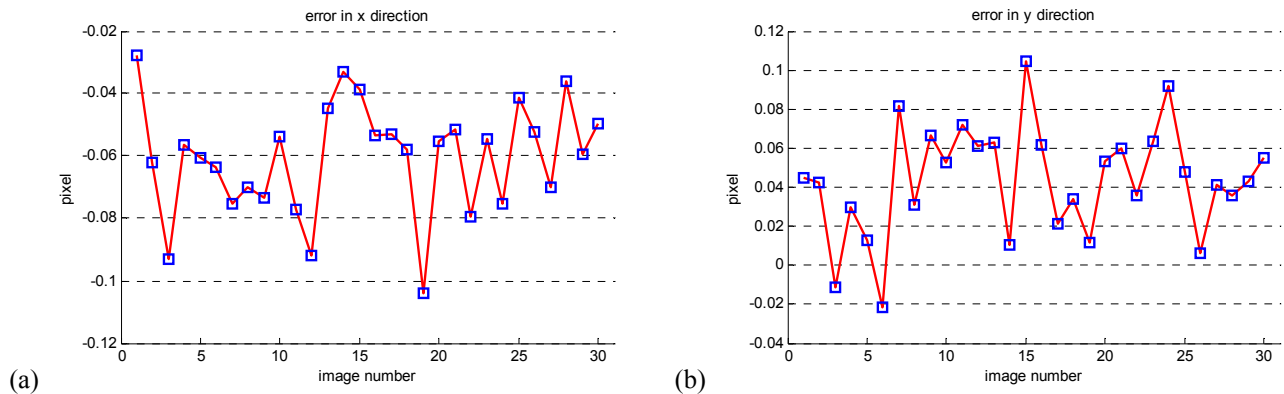 error in x direction
-0.02
-0.04
-0.06
-0.08
-0.1
-0.12
pixel
0 5 10 15 20 25 30
image number
(a)
error in y direction
0.12
0.1
0.08
0.06
0.04
0.02
0
-0.02
-0.04
pixel
0 5 10 15 20 25 30
image number
(b)